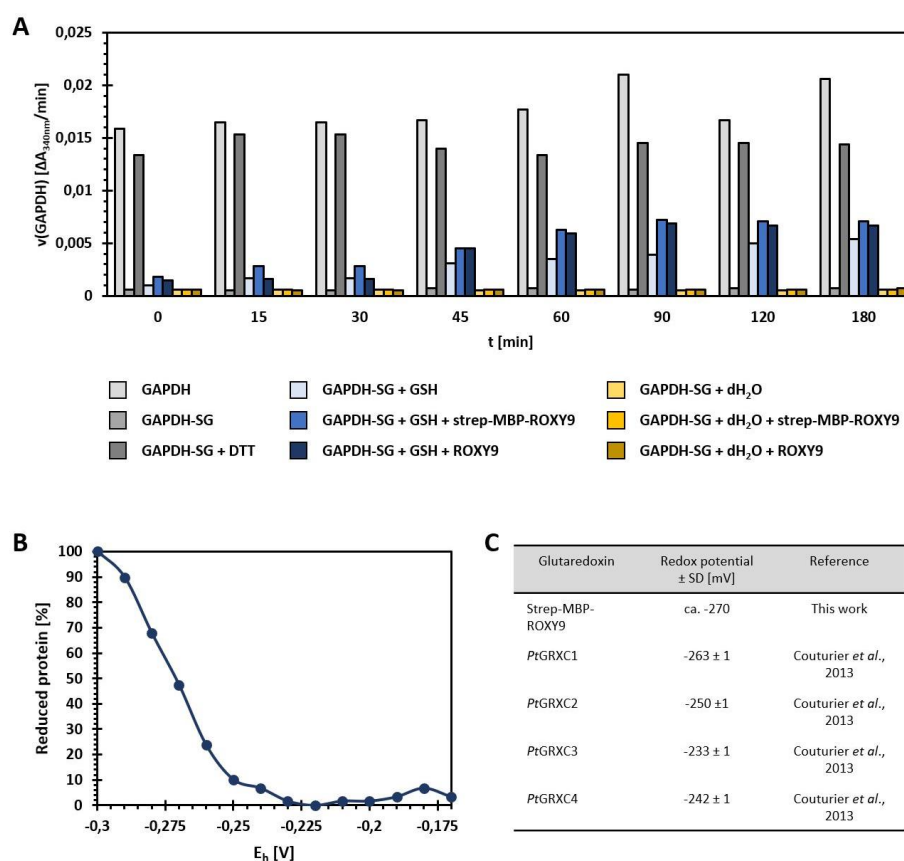 A
v(GAPDH) [ΔA340nm/min]
0,025
0,02
0,015
0,01
0,005
0
0 15 30 45 60 90 120 180
t [min]
GAPDH
GAPDH-SG
GAPDH-SG + DTT
GAPDH-SG + GSH
GAPDH-SG + GSH + strep-MBP-ROXY9
GAPDH-SG + GSH + ROXY9
GAPDH-SG + dH2O
GAPDH-SG + dH2O + strep-MBP-ROXY9
GAPDH-SG + dH2O + ROXY9
B
Reduced protein [%]
100
90
80
70
60
50
40
30
20
10
0
-0,3 -0,275 -0,25 -0,225 -0,2 -0,175
Eh [V]
C
Glutaredoxin Redox potential Reference
± SD [mV]
Strep-MBP- ca. -270 This work
ROXY9
PtGRXC1 -263 ± 1 Couturier et al.,
2013
PtGRXC2 -250 ±1 Couturier et al.,
2013
PtGRXC3 -233 ± 1 Couturier et al.,
2013
PtGRXC4 -242 ± 1 Couturier et al.,
2013